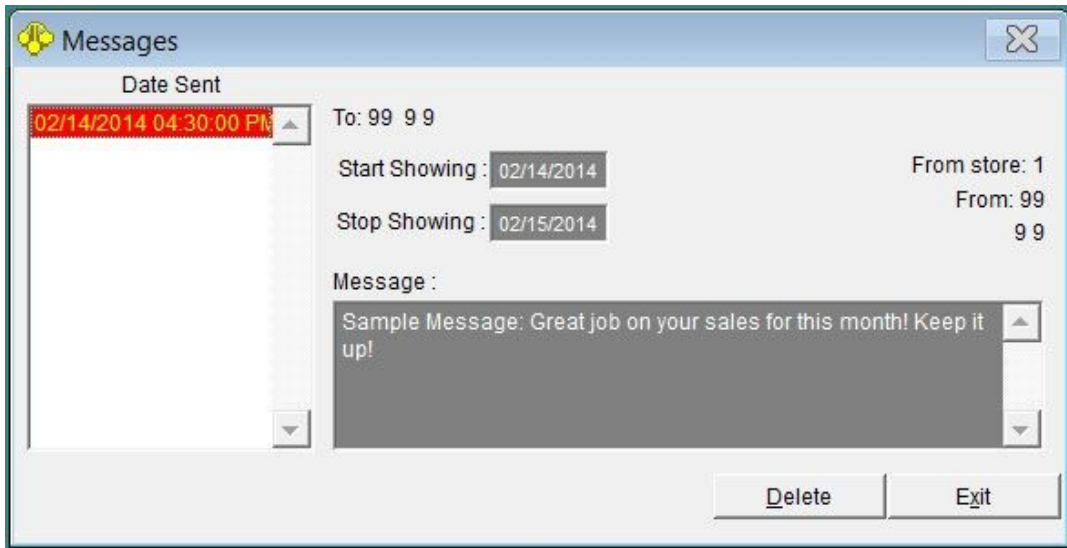 Messages
Date Sent
02/14/2014 04:30:00 PM
To: 99 9 9
Start Showing : 02/14/2014
Stop Showing : 02/15/2014
From store: 1
From: 99
9 9
Message :
Sample Message: Great job on your sales for this month! Keep it
up!
Delete
Exit